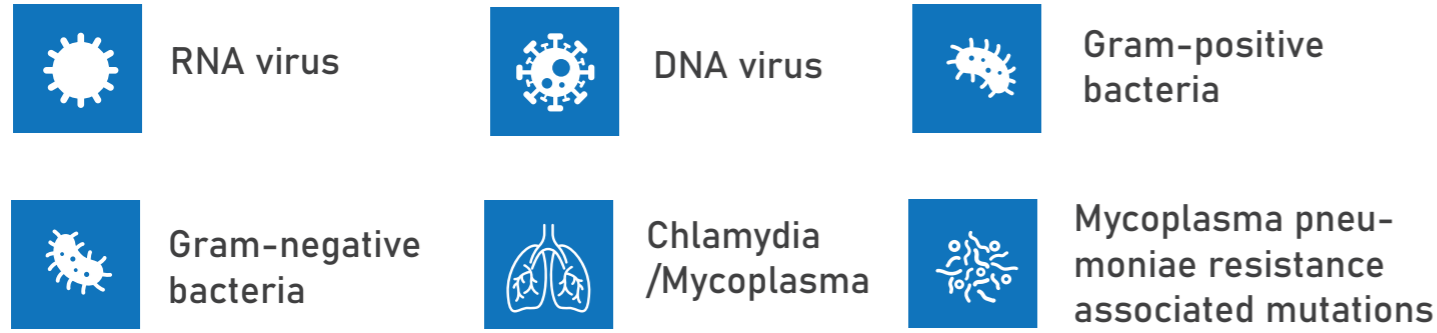 RNA virus
DNA virus
Gram-positive
bacteria
Gram-negative
bacteria
Chlamydia
/Mycoplasma
Mycoplasma pneu-
moniae resistance
associated mutations